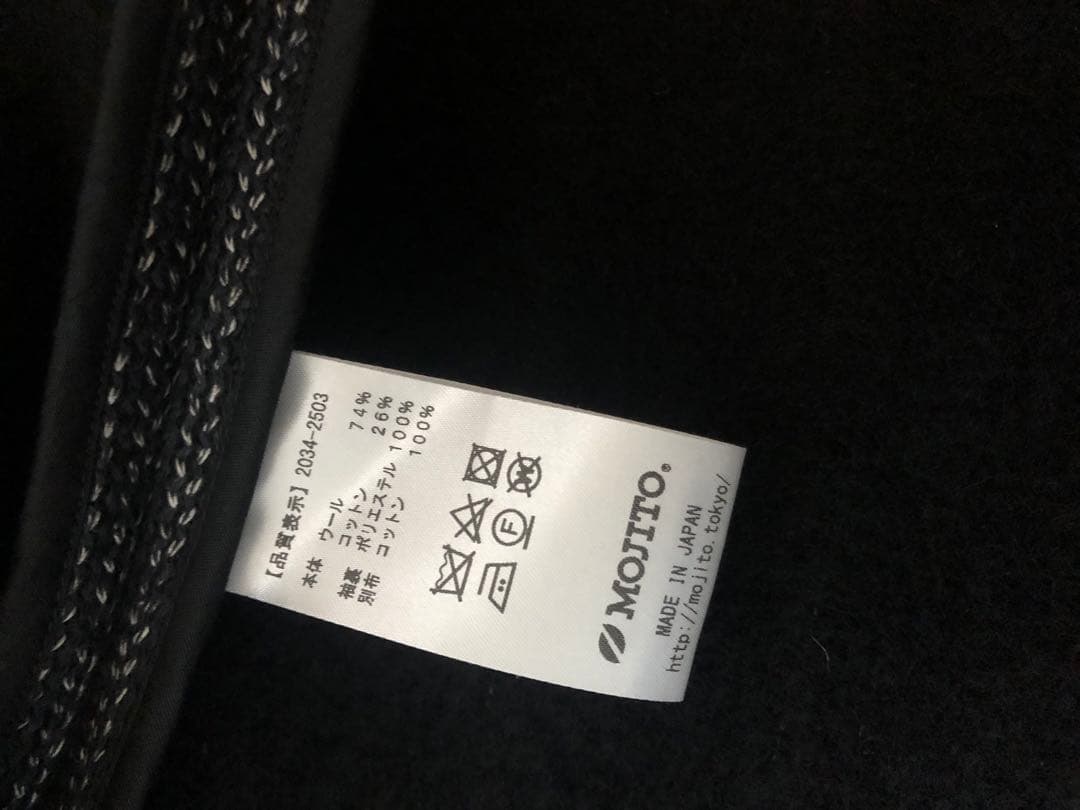 【品質表示】2034-2503
本体 ウール 74%
コットン 26%
袖裏 ポリエステル 100%
別布 コットン 100%
F
W
MOJITO®
MADE IN JAPAN
http://mojito.tokyo/